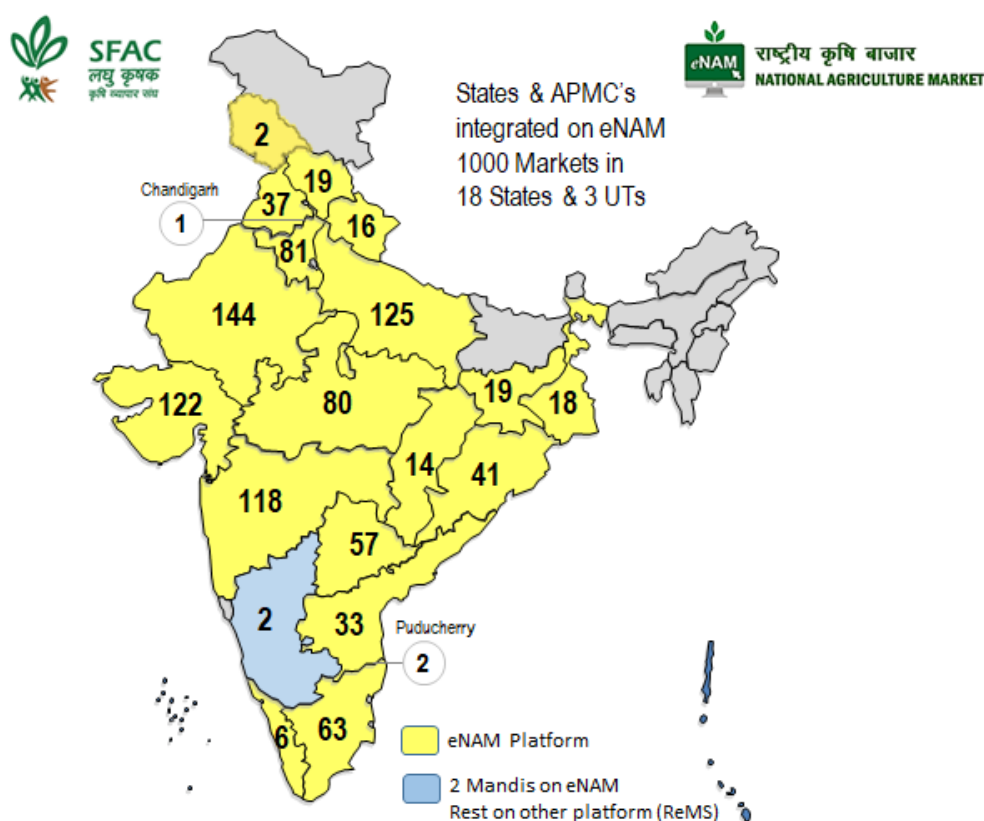 SFAC
लघु कृषक
कृषि व्यापार संघ
eNAM
राष्ट्रीय कृषि बाजार
NATIONAL AGRICULTURE MARKET
States & APMC's
integrated on eNAM
1000 Markets in
18 States & 3 UTs
2
19
Chandigarh
37
1
16
81
144
125
122
80
19
18
14
41
118
57
2
33
Puducherry
2
6
63
eNAM Platform
2 Mandis on eNAM
Rest on other platform (ReMS)